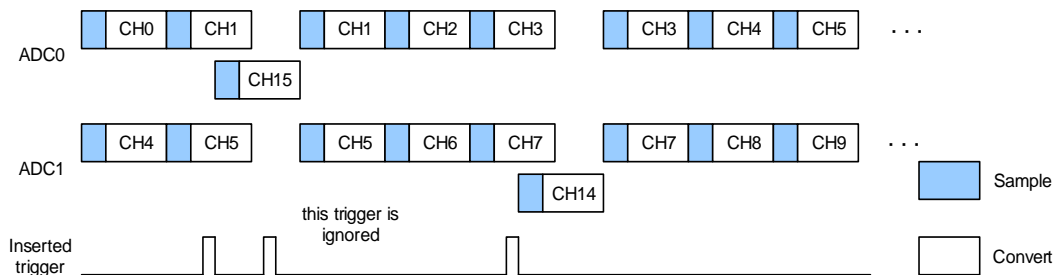 ADC0
CH0 CH1 CH1 CH2 CH3 CH3 CH4 CH5 . . .
CH15
ADC1
CH4 CH5 CH5 CH6 CH7 CH7 CH8 CH9 . . .
CH14
Sample
this trigger is
ignored
Inserted
trigger
Convert